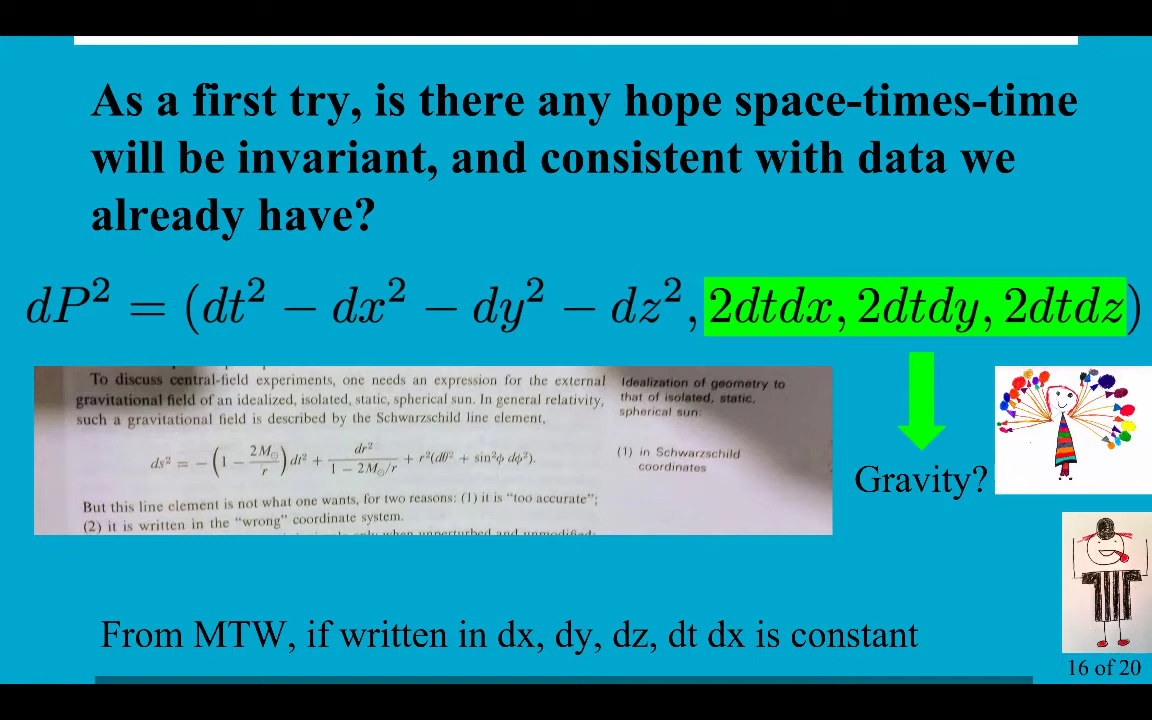 As a first try, is there any hope space-times-time
will be invariant, and consistent with data we
already have?
dP² = (dt² − dx² − dy² − dz², 2dtdx, 2dtdy, 2dtdz)
To discuss central-field experiments, one needs an expression for the external
gravitational field of an idealized, isolated, static, spherical sun. In general relativity,
such a gravitational field is described by the Schwarzschild line element,
Idealization of geometry to
that of isolated, static,
spherical sun:
ds² = −(1 − 2M☉/r) dt² + dr²/(1 − 2M☉/r) + r²(dθ² + sin²ϕ dϕ²).
(1) in Schwarzschild
coordinates
But this line element is not what one wants, for two reasons: (1) it is "too accurate";
(2) it is written in the "wrong" coordinate system.
only when unperturbed and unmodified:
Gravity?
From MTW, if written in dx, dy, dz, dt dx is constant
16 of 20